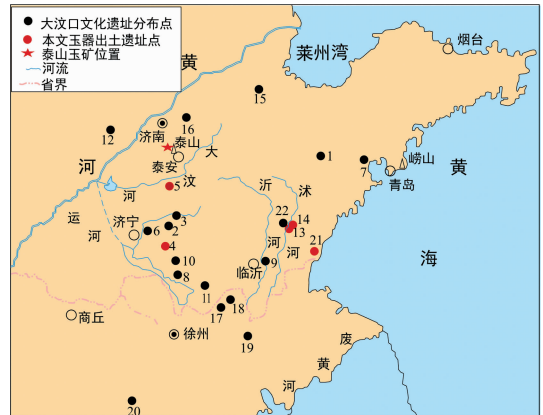 大汶口文化遗址分布点
本文玉器出土遗址点
泰山玉矿位置
河流
省界
黄
莱州湾
烟台
15
16
济南
12
泰山
大
1
崂山
泰安
7
黄
河
5
汶
沂
沭
青岛
河
运
3
22
14
济宁
6
2
13
21
河
4
河
河
海
10
临沂
9
8
11
18
17
商丘
徐州
19
废
黄
河
20